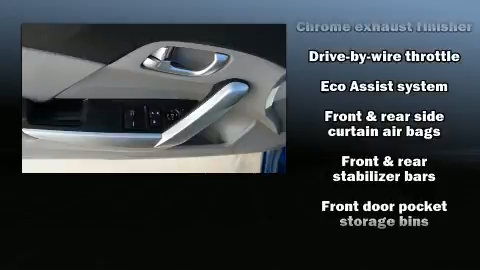 Chrome exhaust finisher
Drive-by-wire throttle
Eco Assist system
Front & rear side
curtain air bags
Front & rear
stabilizer bars
Front door pocket
storage bins